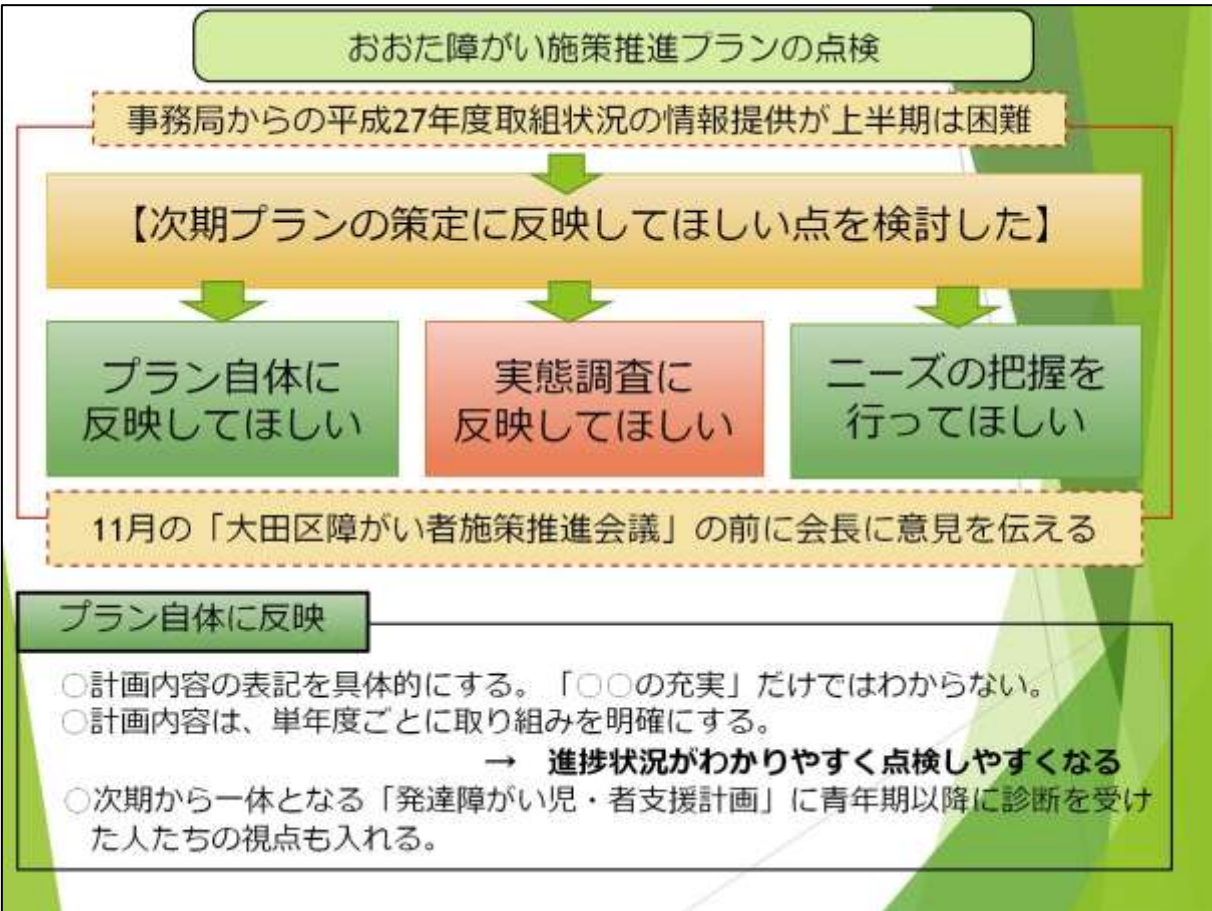 おおた障がい施策推進プランの点検
事務局からの平成27年度取組状況の情報提供が上半期は困難
【次期プランの策定に反映してほしい点を検討した】
プラン自体に
反映してほしい
実態調査に
反映してほしい
ニーズの把握を
行ってほしい
11月の「大田区障がい者施策推進会議」の前に会長に意見を伝える
プラン自体に反映
○計画内容の表記を具体的にする。「○○の充実」だけではわからない。
○計画内容は、単年度ごとに取り組みを明確にする。
→ 進捗状況がわかりやすく点検しやすくなる
○次期から一体となる「発達障がい児・者支援計画」に青年期以降に診断を受け
た人たちの視点も入れる。